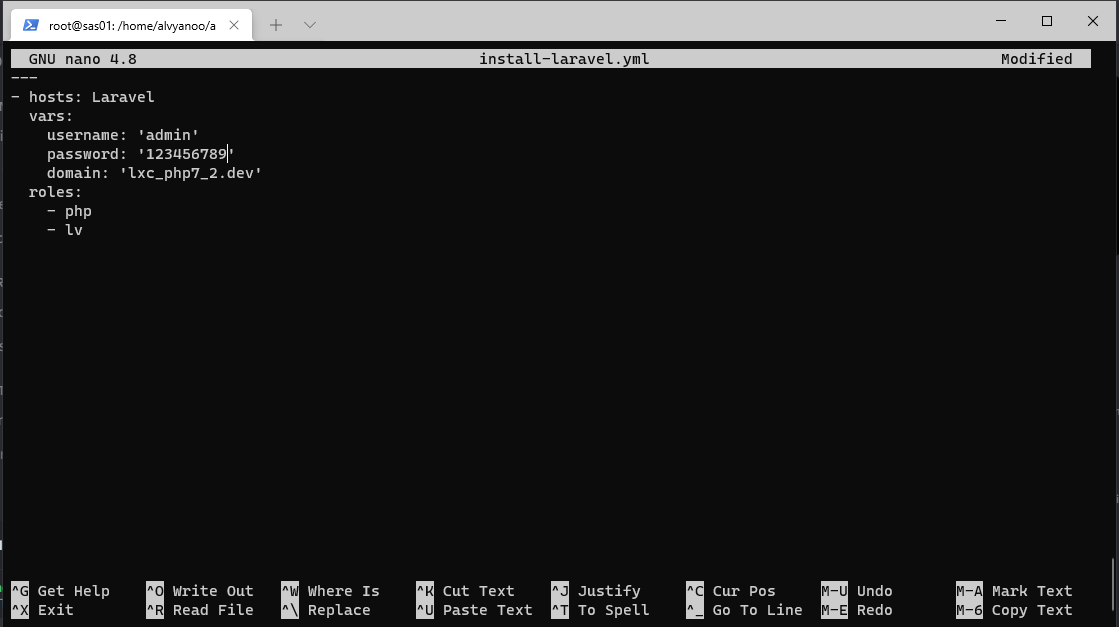 root@sas01: /home/alvyanoo/a
GNU nano 4.8 install-laravel.yml Modified
---
- hosts: Laravel
  vars:
    username: 'admin'
    password: '123456789'
    domain: 'lxc_php7_2.dev'
  roles:
    - php
    - lv
^G Get Help ^O Write Out ^W Where Is ^K Cut Text ^J Justify ^C Cur Pos M-U Undo M-A Mark Text
^X Exit ^R Read File ^\ Replace ^U Paste Text ^T To Spell ^_ Go To Line M-E Redo M-6 Copy Text